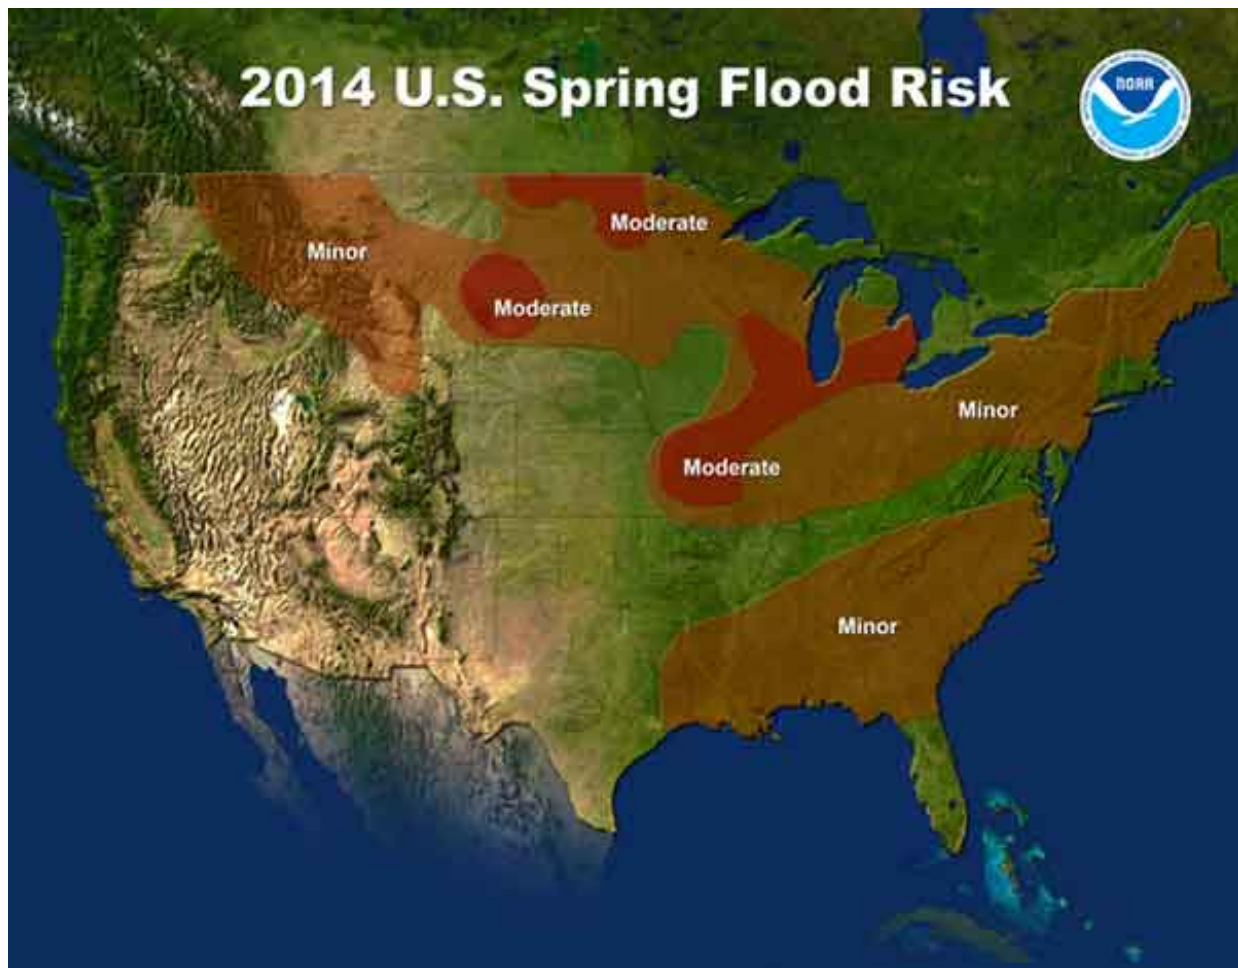 2014 U.S. Spring Flood Risk
NOAA
Moderate
Minor
Moderate
Minor
Moderate
Minor